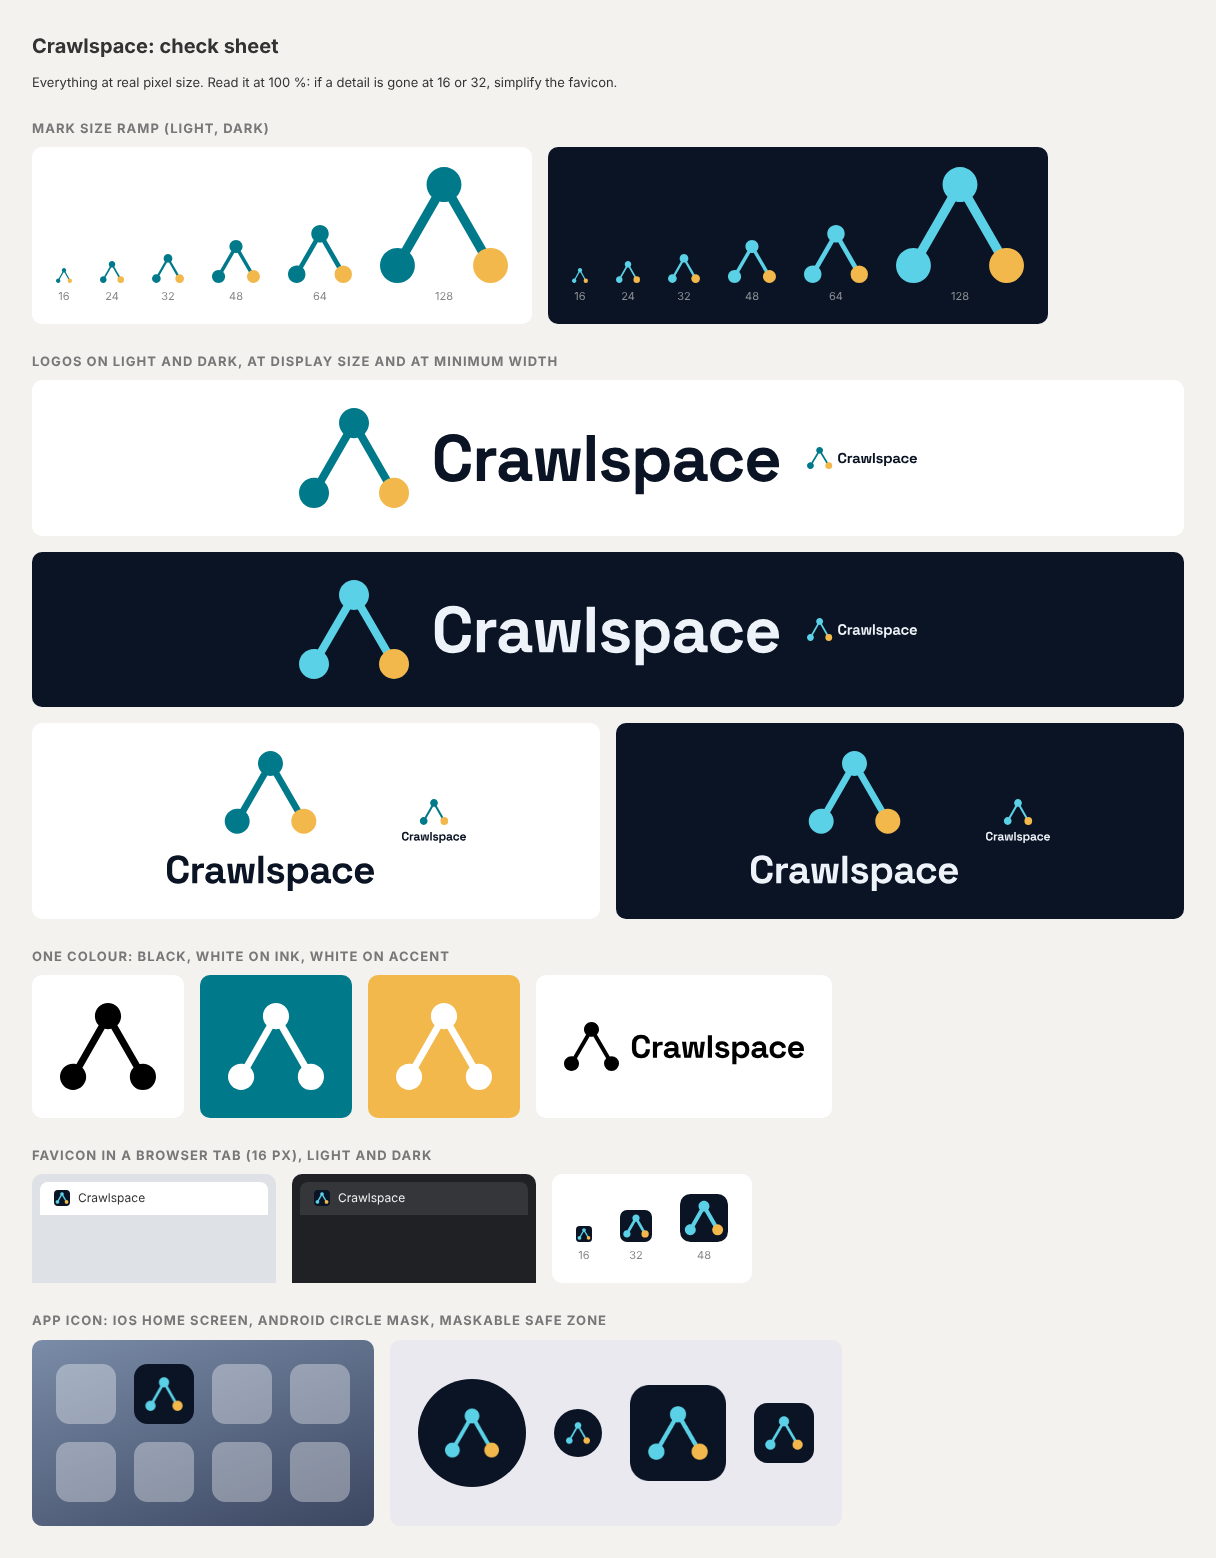 Crawlspace: check sheet
Everything at real pixel size. Read it at 100 %: if a detail is gone at 16 or 32, simplify the favicon.
MARK SIZE RAMP (LIGHT, DARK)
16 24 32 48 64 128
16 24 32 48 64 128
LOGOS ON LIGHT AND DARK, AT DISPLAY SIZE AND AT MINIMUM WIDTH
Crawlspace Crawlspace
Crawlspace Crawlspace
Crawlspace
Crawlspace
Crawlspace
Crawlspace
ONE COLOUR: BLACK, WHITE ON INK, WHITE ON ACCENT
Crawlspace
FAVICON IN A BROWSER TAB (16 PX), LIGHT AND DARK
Crawlspace
Crawlspace
16 32 48
APP ICON: IOS HOME SCREEN, ANDROID CIRCLE MASK, MASKABLE SAFE ZONE